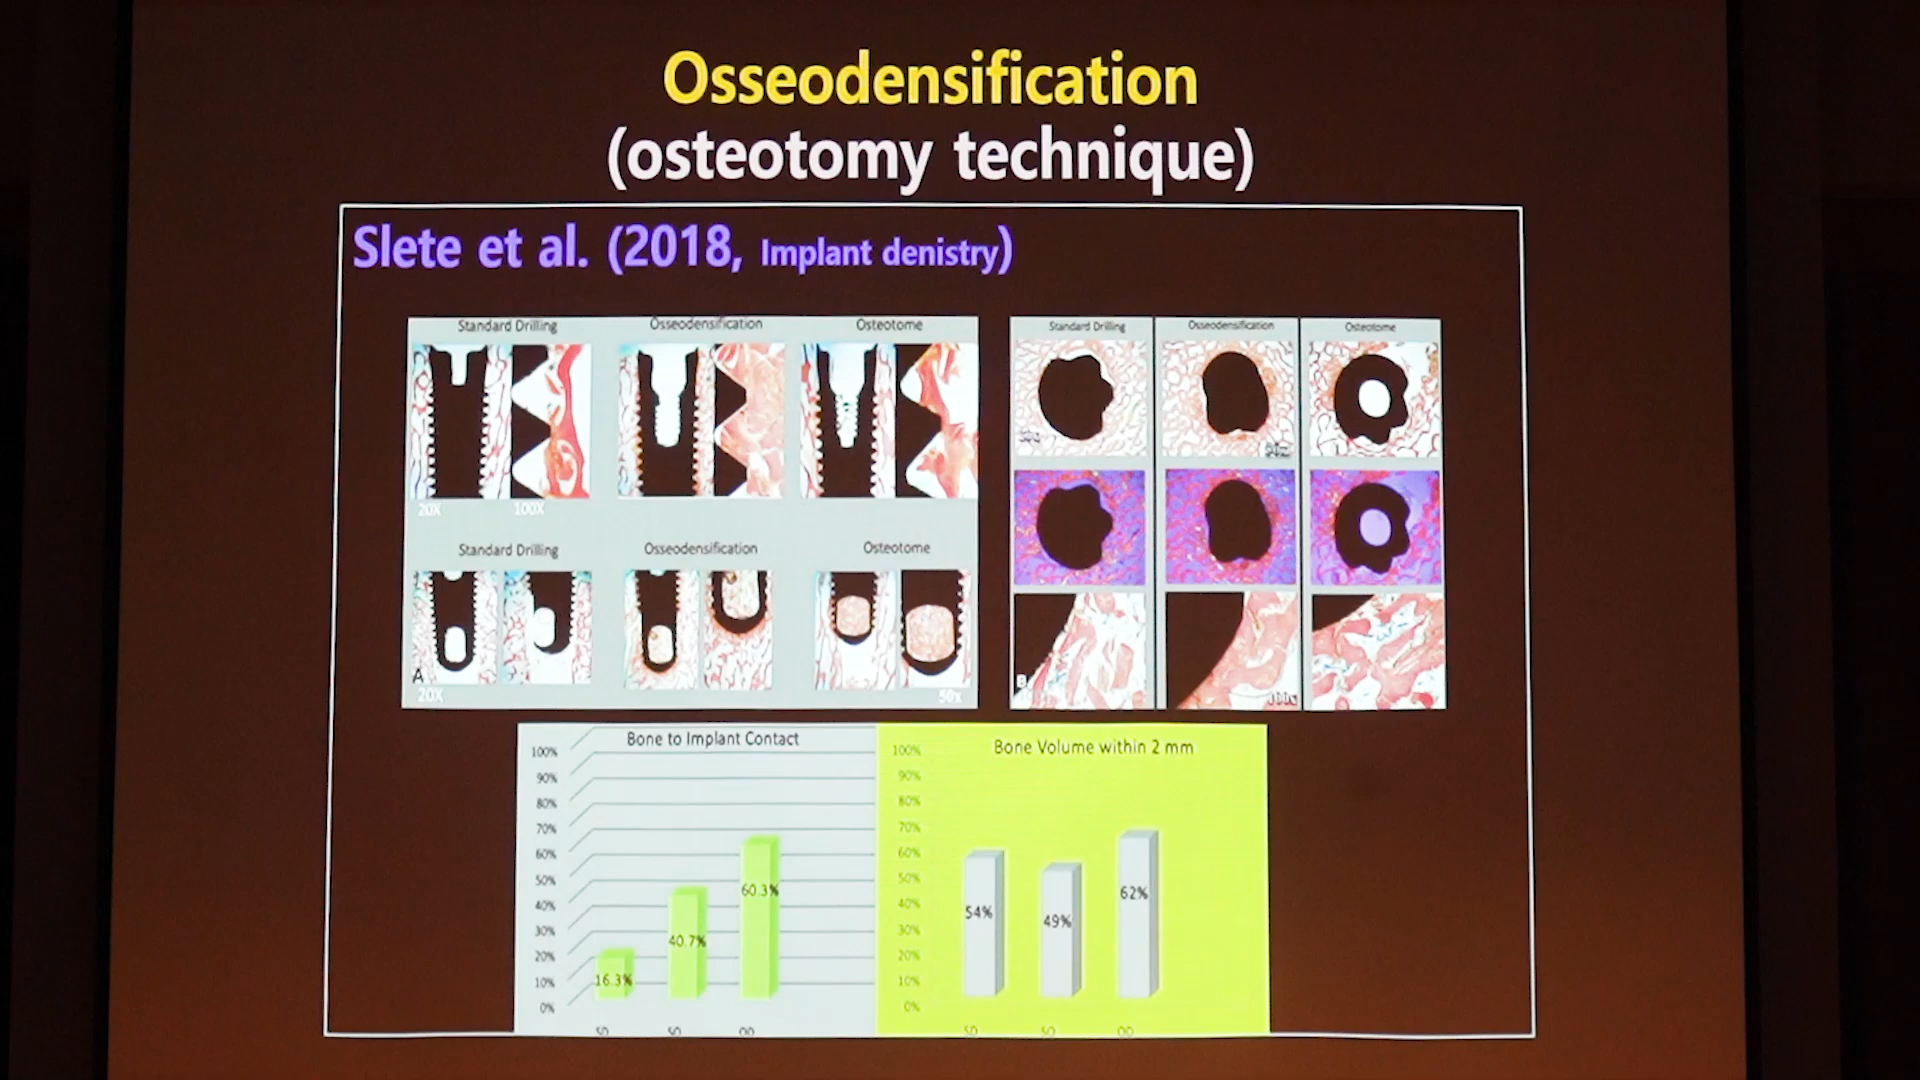 Osseodensification
(osteotomy technique)
Slete et al. (2018, Implant denistry)
Standard Drilling
Osseodensification
Osteotome
20X
100X
Standard Drilling
Osseodensification
Osteotome
A
20X
50x
Standard Drilling
Osseodensification
Osteotome
B
Bone to Implant Contact
100%
90%
80%
70%
60%
50%
40%
30%
20%
10%
0%
16.3%
40.7%
60.3%
Bone Volume within 2 mm
100%
90%
80%
70%
60%
50%
40%
30%
20%
10%
0%
54%
49%
62%